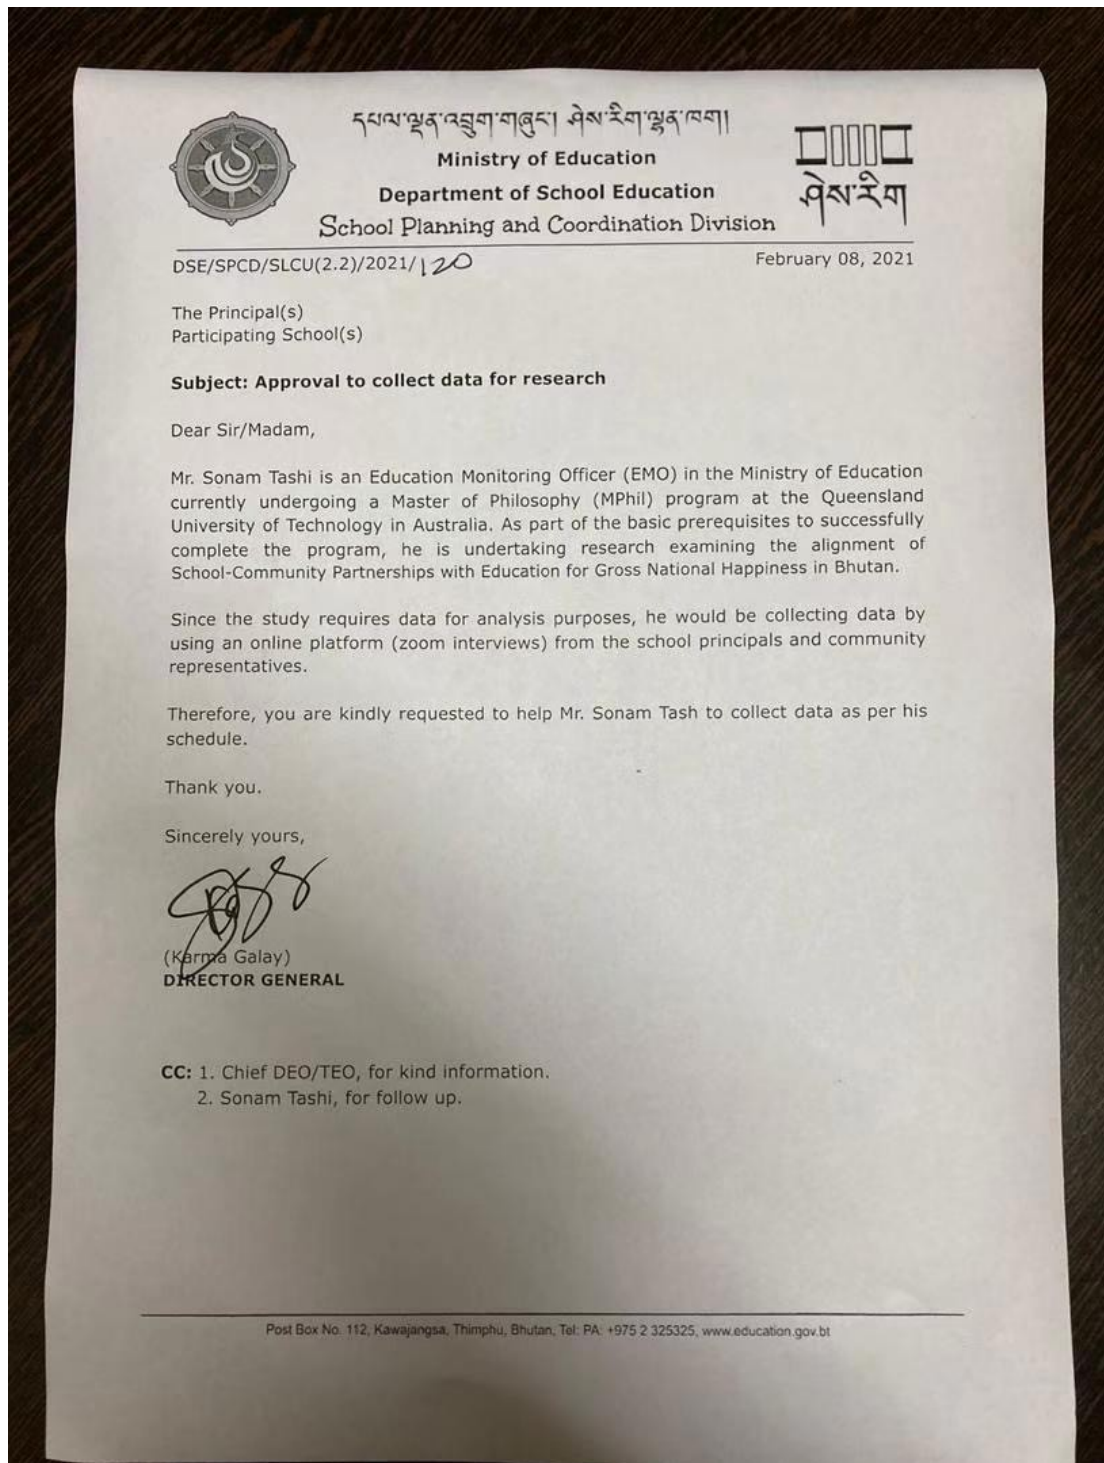 དཔལ་ལྡན་འབྲུག་གཞུང་། ཤེས་རིག་ལྷན་ཁག།
Ministry of Education
Department of School Education
School Planning and Coordination Division
ཤེས་རིག
DSE/SPCD/SLCU(2.2)/2021/120
February 08, 2021
The Principal(s)
Participating School(s)
Subject: Approval to collect data for research
Dear Sir/Madam,
Mr. Sonam Tashi is an Education Monitoring Officer (EMO) in the Ministry of Education
currently undergoing a Master of Philosophy (MPhil) program at the Queensland
University of Technology in Australia. As part of the basic prerequisites to successfully
complete the program, he is undertaking research examining the alignment of
School-Community Partnerships with Education for Gross National Happiness in Bhutan.
Since the study requires data for analysis purposes, he would be collecting data by
using an online platform (zoom interviews) from the school principals and community
representatives.
Therefore, you are kindly requested to help Mr. Sonam Tash to collect data as per his
schedule.
Thank you.
Sincerely yours,
(Karma Galay)
DIRECTOR GENERAL
CC: 1. Chief DEO/TEO, for kind information.
2. Sonam Tashi, for follow up.
Post Box No. 112, Kawajangsa, Thimphu, Bhutan, Tel: PA: +975 2 325325, www.education.gov.bt